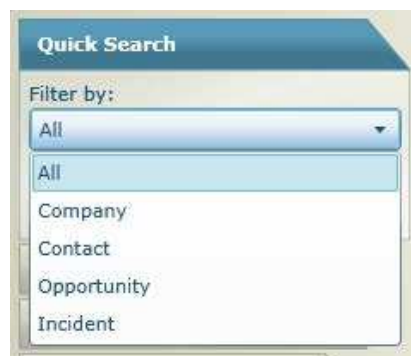 Quick Search
Filter by:
All
All
Company
Contact
Opportunity
Incident